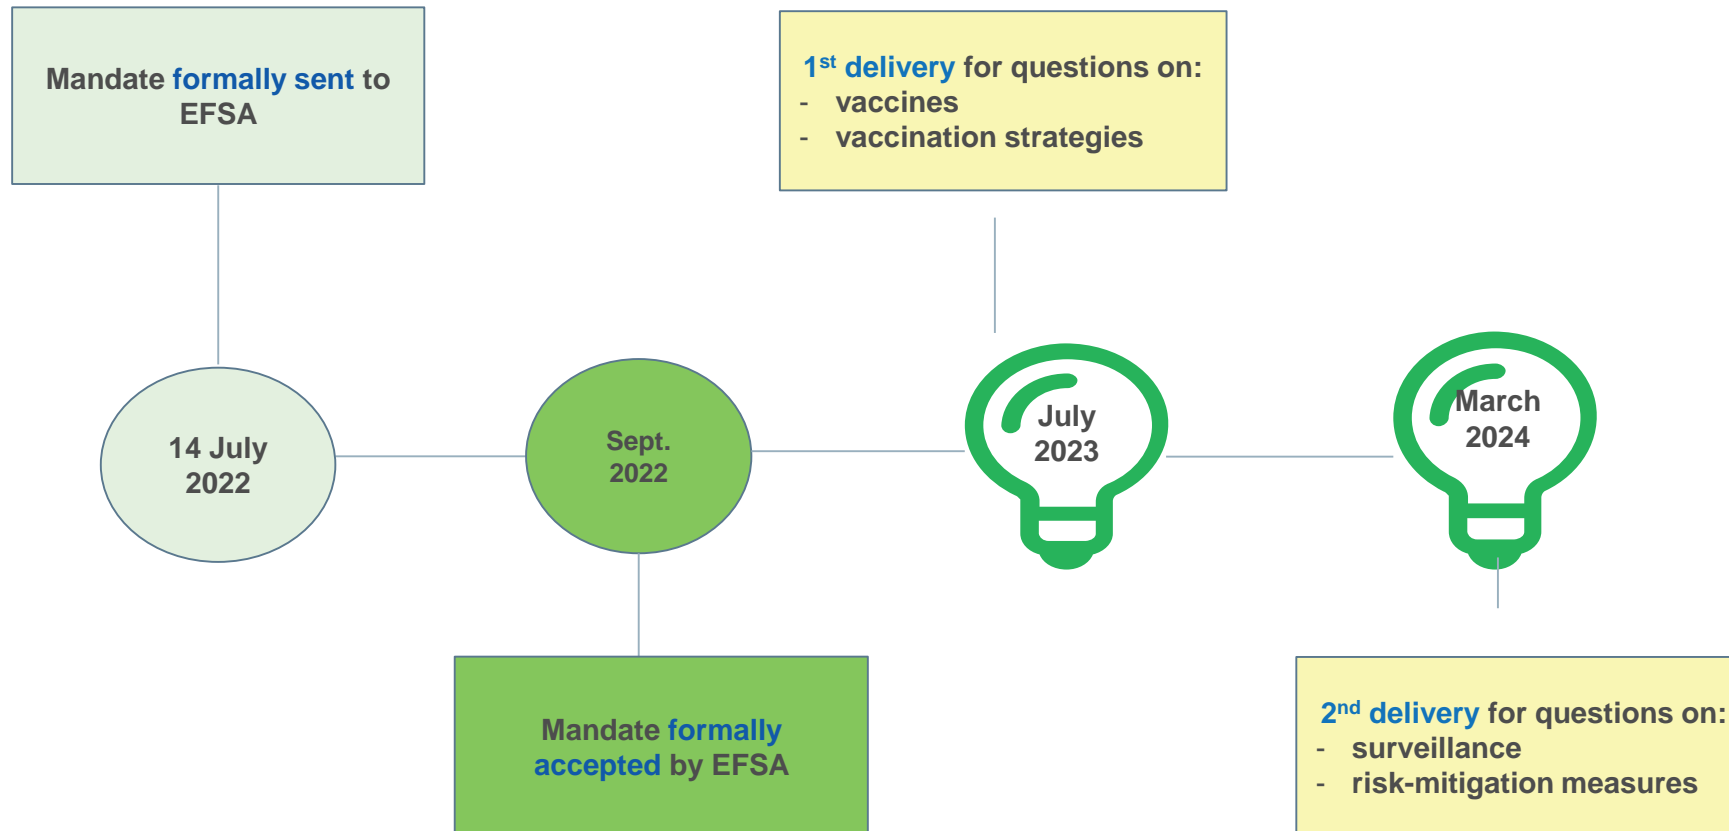 Mandate formally sent to
EFSA
1st delivery for questions on:
- vaccines
- vaccination strategies
14 July
2022
Sept.
2022
July
2023
March
2024
Mandate formally
accepted by EFSA
2nd delivery for questions on:
- surveillance
- risk-mitigation measures